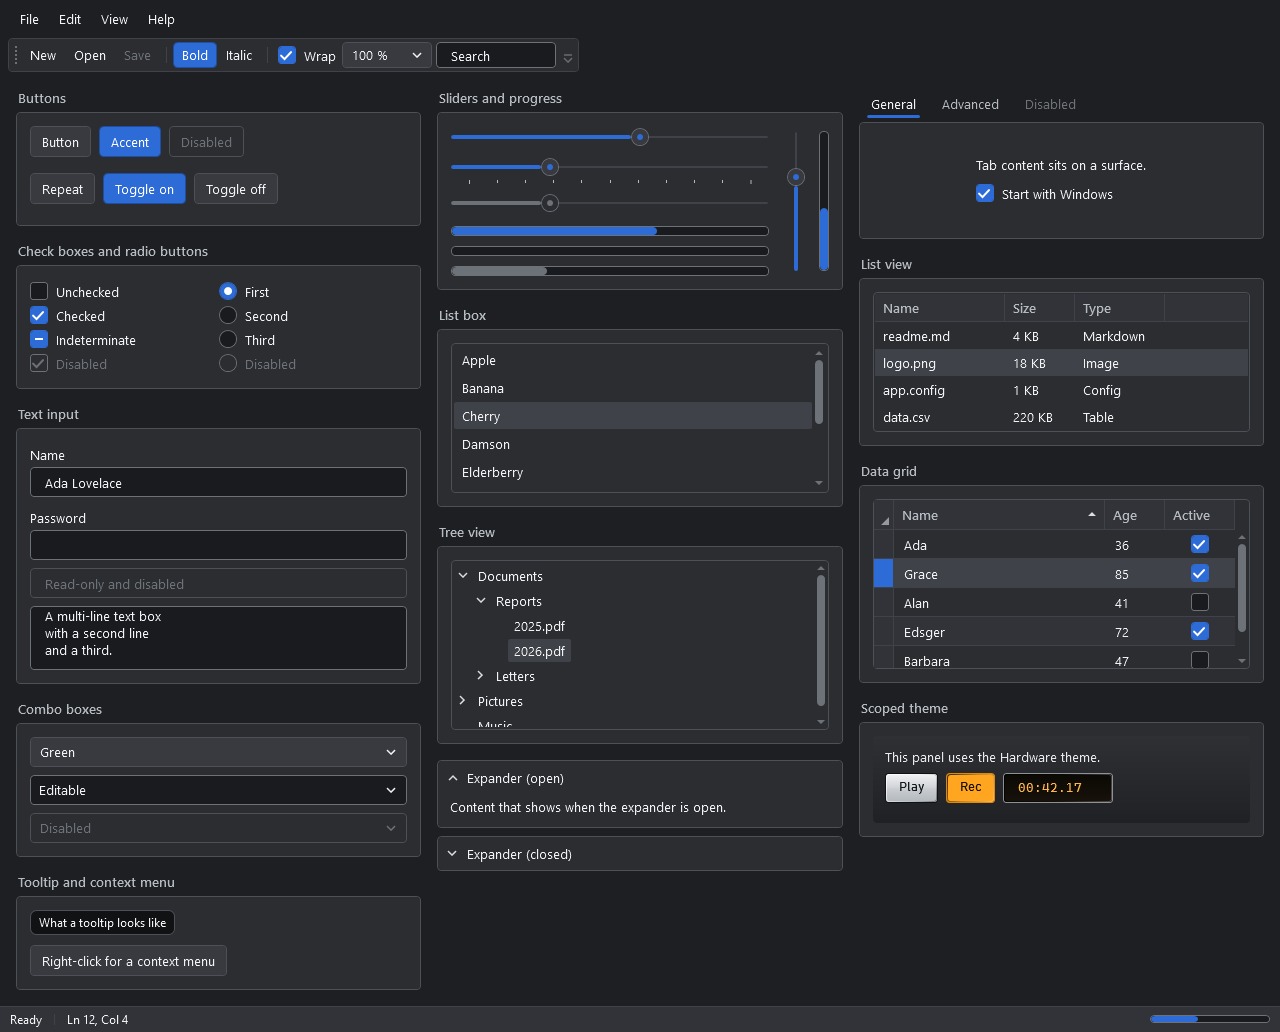 File Edit View Help
New Open Save Bold Italic Wrap 100 % Search
Buttons
Button Accent Disabled
Repeat Toggle on Toggle off
Check boxes and radio buttons
Unchecked First
Checked Second
Indeterminate Third
Disabled Disabled
Text input
Name
Ada Lovelace
Password
Read-only and disabled
A multi-line text box
with a second line
and a third.
Combo boxes
Green
Editable
Disabled
Tooltip and context menu
What a tooltip looks like
Right-click for a context menu
Sliders and progress
List box
Apple
Banana
Cherry
Damson
Elderberry
Tree view
Documents
Reports
2025.pdf
2026.pdf
Letters
Pictures
Music
Expander (open)
Content that shows when the expander is open.
Expander (closed)
General Advanced Disabled
Tab content sits on a surface.
Start with Windows
List view
Name Size Type
readme.md 4 KB Markdown
logo.png 18 KB Image
app.config 1 KB Config
data.csv 220 KB Table
Data grid
Name Age Active
Ada 36
Grace 85
Alan 41
Edsger 72
Barbara 47
Scoped theme
This panel uses the Hardware theme.
Play Rec 00:42.17
Ready Ln 12, Col 4